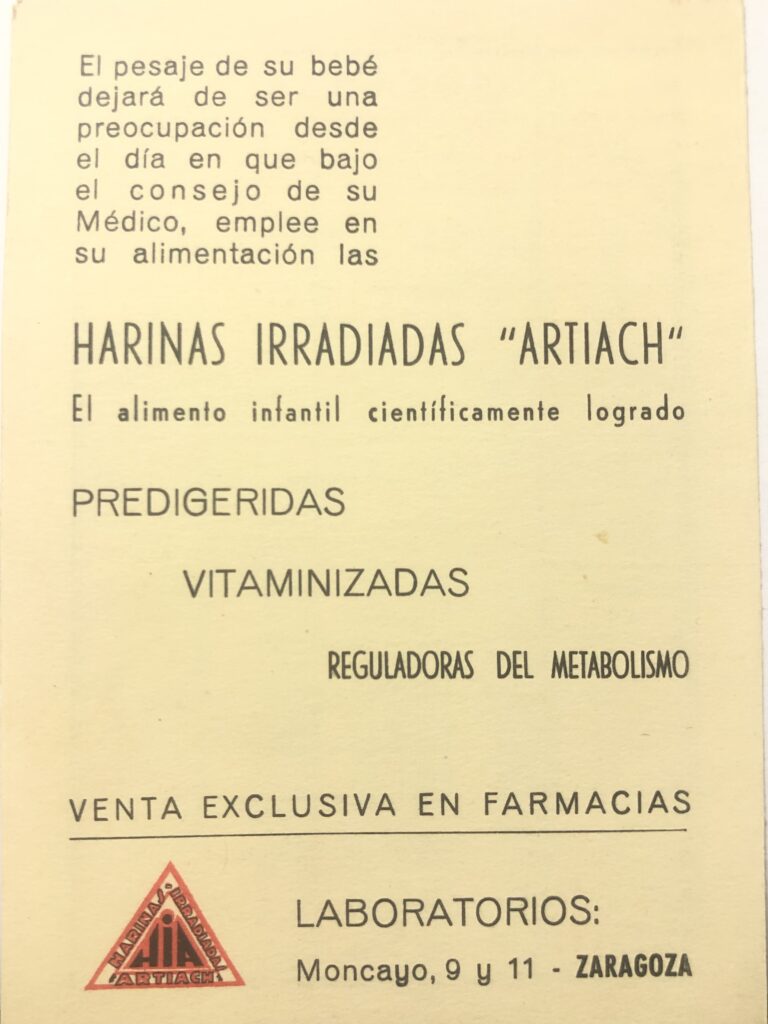 El pesaje de su bebé
dejará de ser una
preocupación desde
el día en que bajo
el consejo de su
Médico, emplee en
su alimentación las
HARINAS IRRADIADAS "ARTIACH"
El alimento infantil científicamente logrado
PREDIGERIDAS
VITAMINIZADAS
REGULADORAS DEL METABOLISMO
VENTA EXCLUSIVA EN FARMACIAS
HARINAS IRRADIADAS
HIA
ARTIACH
LABORATORIOS:
Moncayo, 9 y 11 - ZARAGOZA